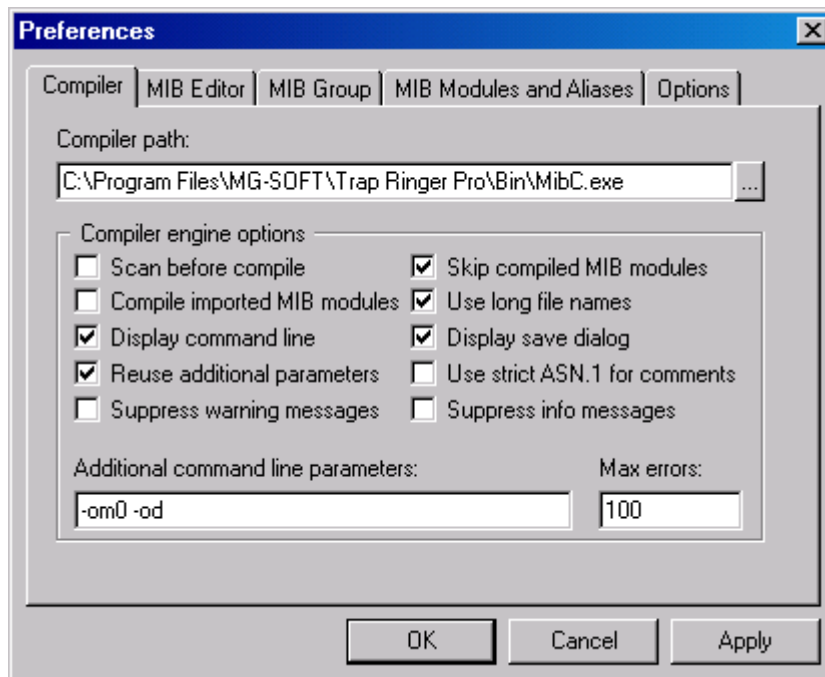 Preferences
Compiler MIB Editor MIB Group MIB Modules and Aliases Options
Compiler path:
C:\Program Files\MG-SOFT\Trap Ringer Pro\Bin\MibC.exe ...
Compiler engine options
Scan before compile Skip compiled MIB modules
Compile imported MIB modules Use long file names
Display command line Display save dialog
Reuse additional parameters Use strict ASN.1 for comments
Suppress warning messages Suppress info messages
Additional command line parameters: Max errors:
-om0 -od 100
OK Cancel Apply